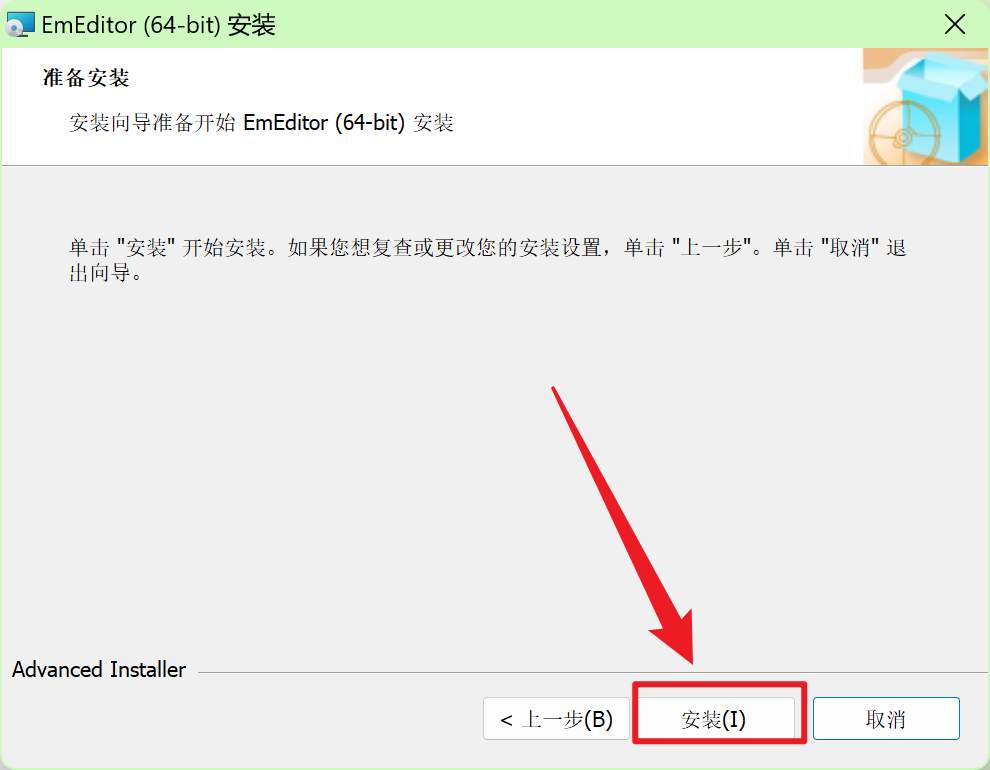 EmEditor (64-bit) 安装
准备安装
安装向导准备开始 EmEditor (64-bit) 安装
单击 "安装" 开始安装。如果您想复查或更改您的安装设置，单击 "上一步"。单击 "取消" 退
出向导。
Advanced Installer
< 上一步(B)
安装(I)
取消